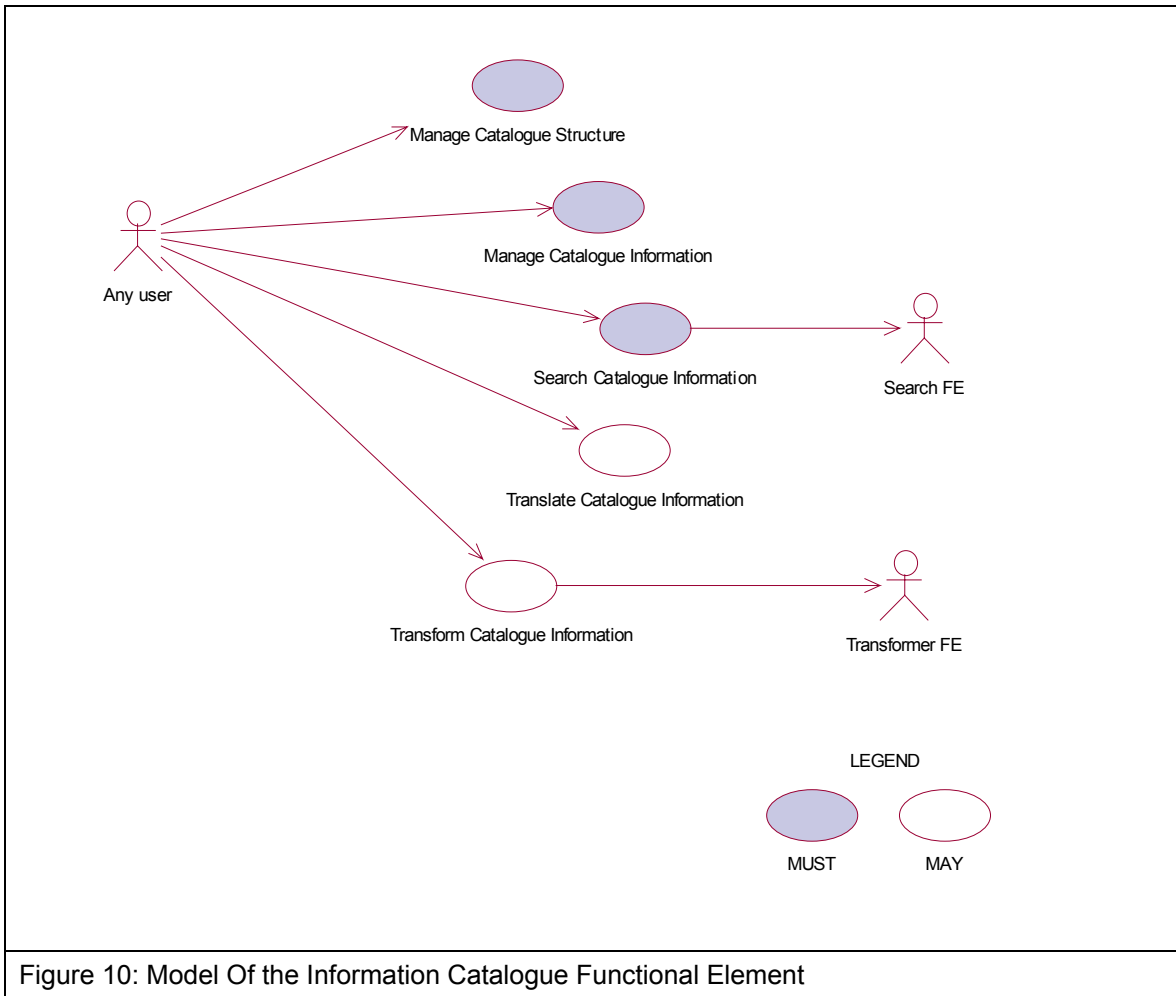 Manage Catalogue Structure
Manage Catalogue Information
Any user
Search Catalogue Information
Search FE
Translate Catalogue Information
Transform Catalogue Information
Transformer FE
LEGEND
MUST
MAY
Figure 10: Model Of the Information Catalogue Functional Element